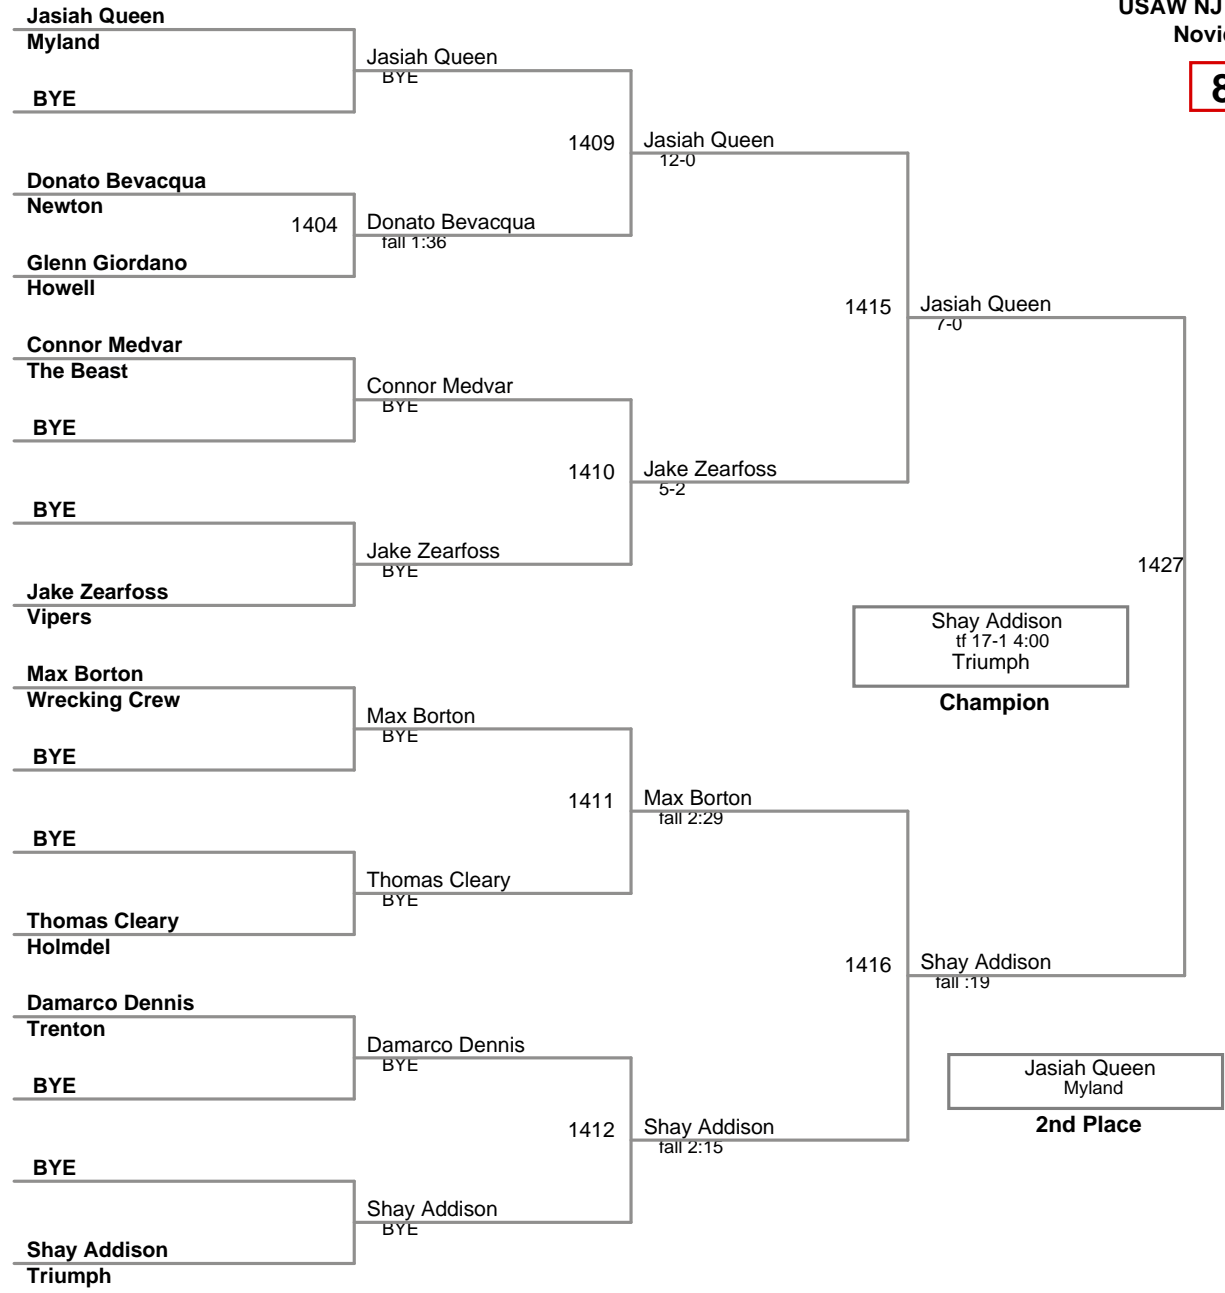 Jasiah Queen
Myland
BYE
Donato Bevacqua
Newton
Glenn Giordano
Howell
Connor Medvar
The Beast
BYE
BYE
Jake Zearfoss
Vipers
Max Borton
Wrecking Crew
BYE
BYE
Thomas Cleary
Holmdel
Damarco Dennis
Trenton
BYE
BYE
Shay Addison
Triumph
1404
Jasiah Queen
BYE
Donato Bevacqua
fall 1:36
Connor Medvar
BYE
Jake Zearfoss
BYE
Max Borton
BYE
Thomas Cleary
BYE
Damarco Dennis
BYE
Shay Addison
BYE
1409
1410
1411
1412
Jasiah Queen
12-0
Jake Zearfoss
5-2
Max Borton
fall 2:29
Shay Addison
fall 2:15
1415
1416
Jasiah Queen
7-0
Shay Addison
fall :19
1427
Shay Addison
tf 17-1 4:00
Triumph
Champion
Jasiah Queen
Myland
2nd Place
USAW NJ